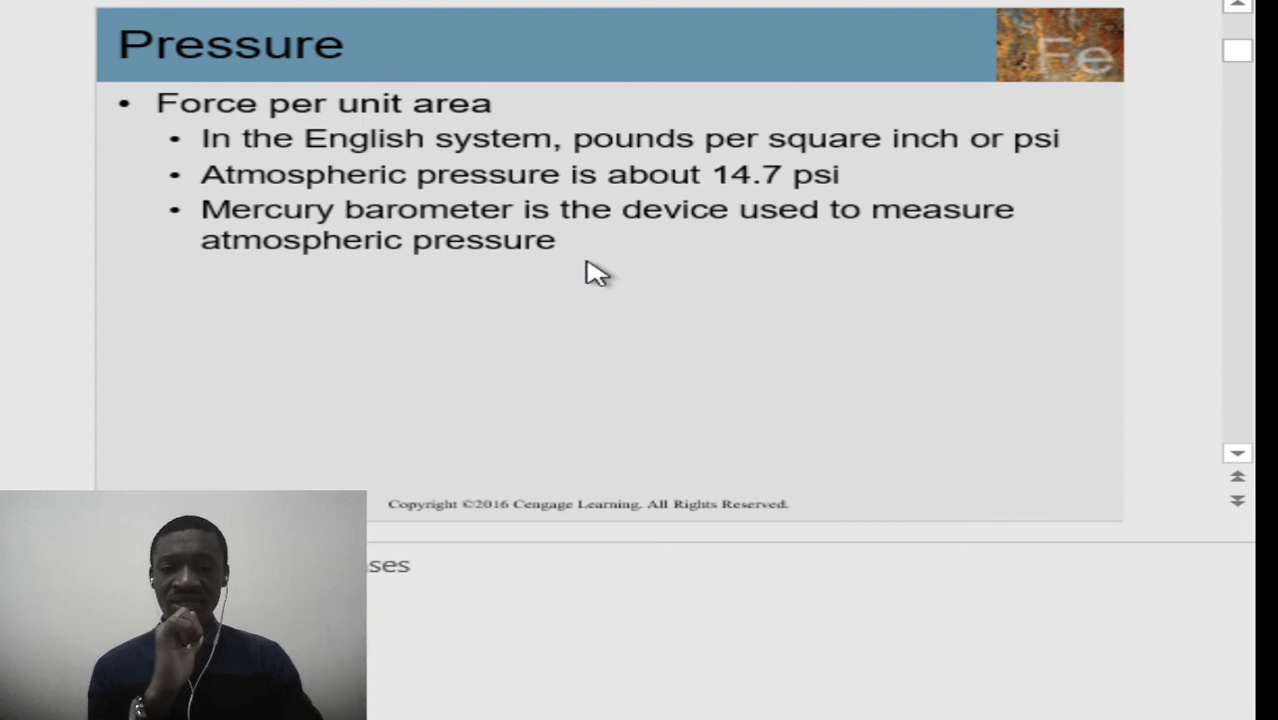 Pressure
Fe
• Force per unit area
• In the English system, pounds per square inch or psi
• Atmospheric pressure is about 14.7 psi
• Mercury barometer is the device used to measure
atmospheric pressure
Copyright ©2016 Cengage Learning. All Rights Reserved.
ses